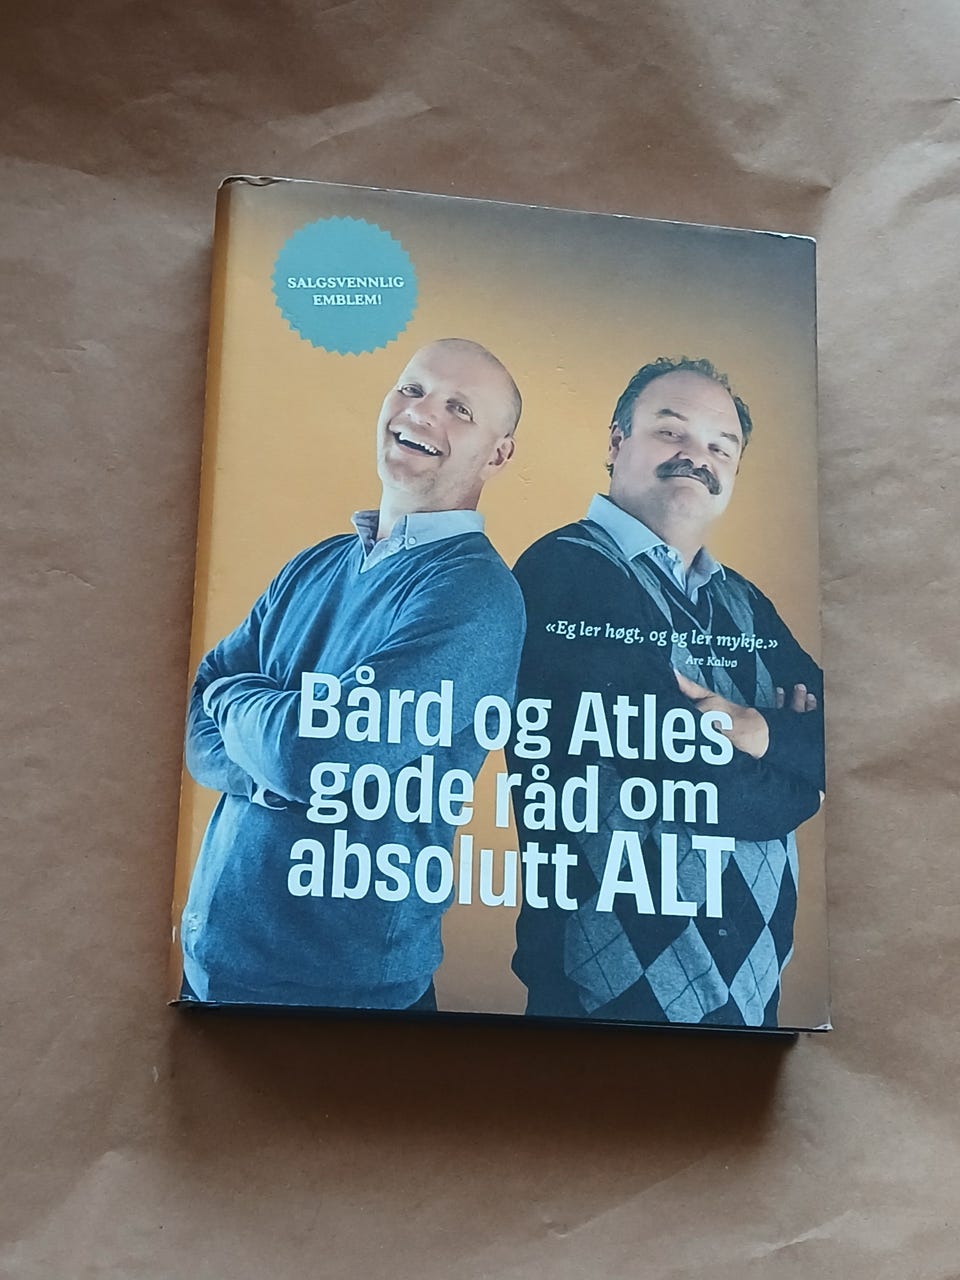 SALGSVENNLIG
EMBLEM!
«Eg ler høgt, og eg ler mykje.»
Are Kalvø
Bård og Atles
gode råd om
absolutt ALT